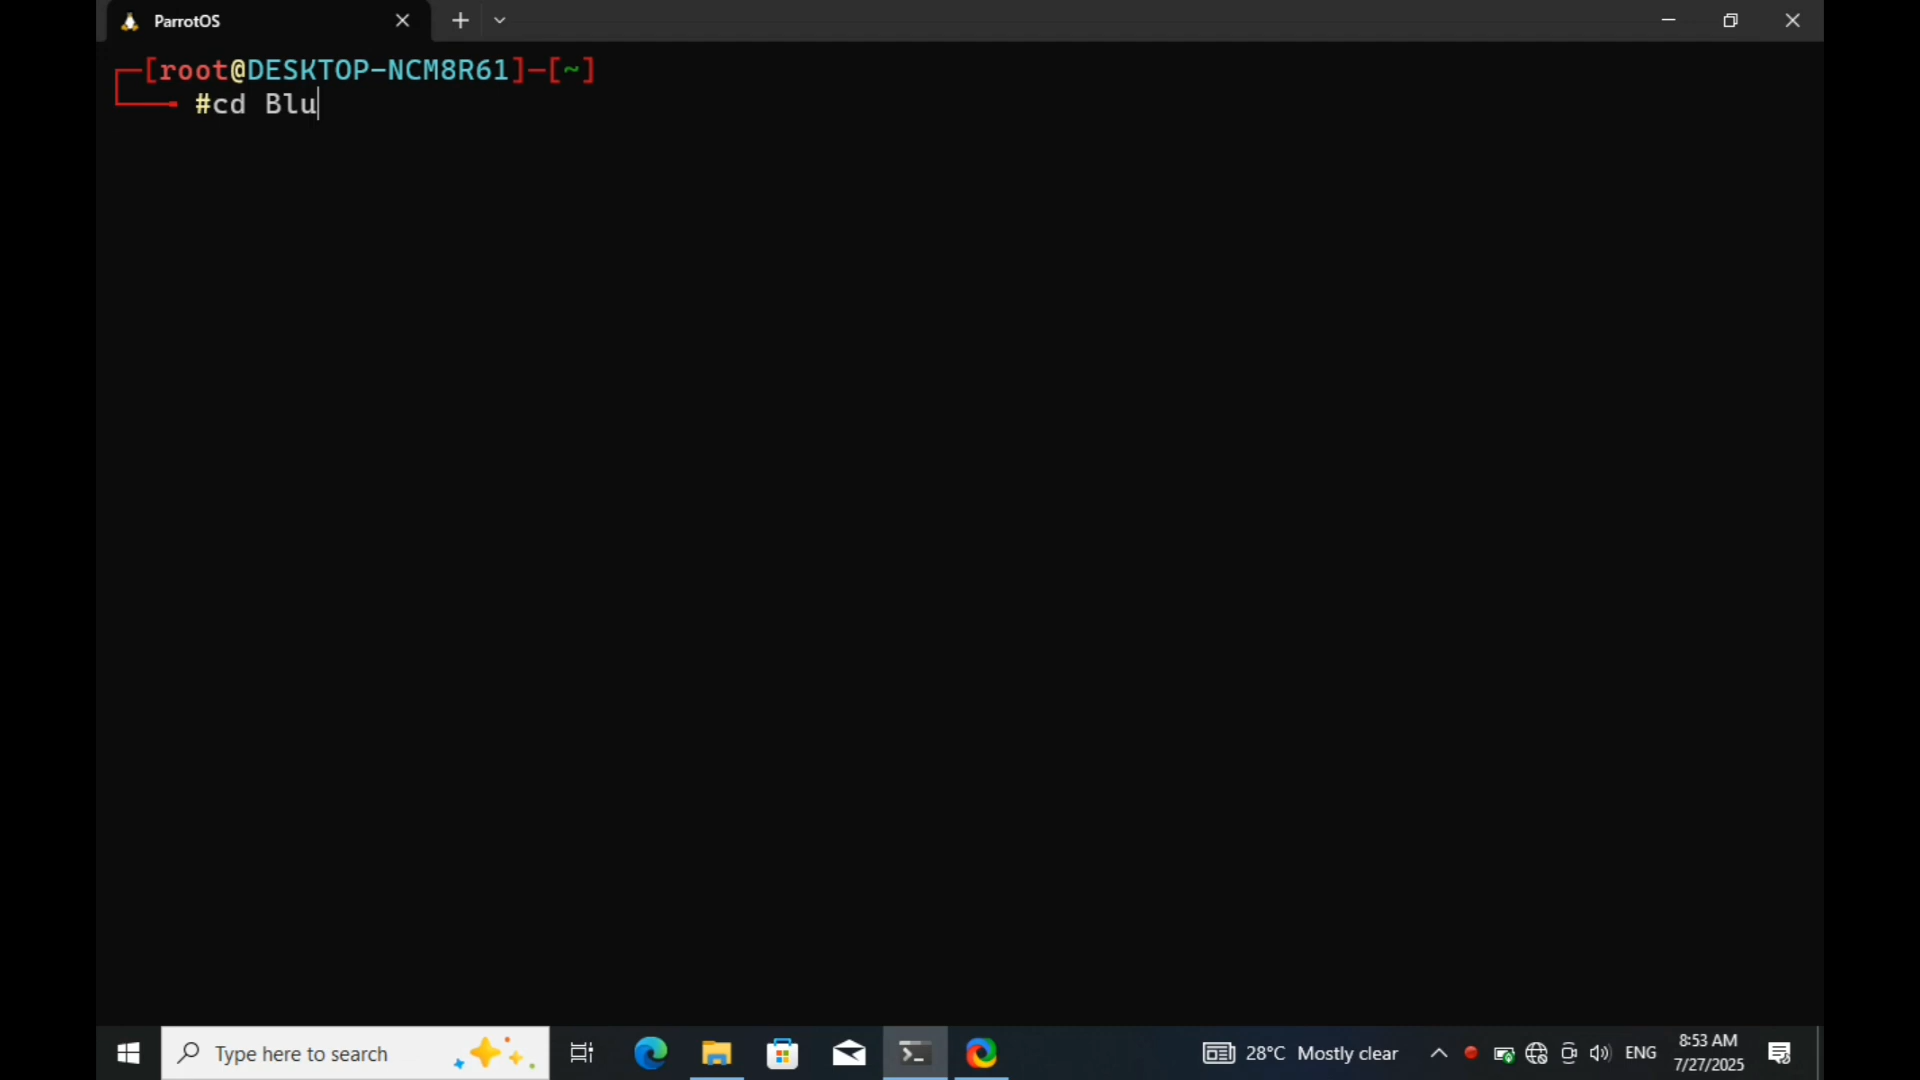 ParrotOS
┌─[root@DESKTOP-NCM8R61]─[~]
└──╼ #cd Blu
Type here to search
28°C Mostly clear
ENG
8:53 AM
7/27/2025